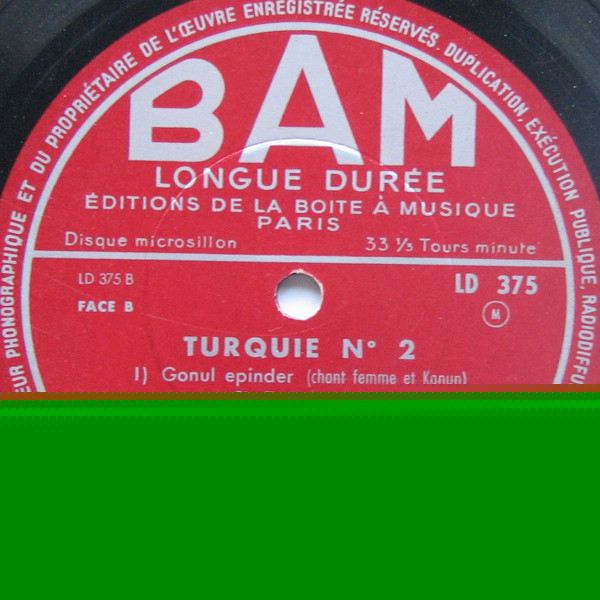 EUR PHONOGRAPHIQUE ET DU PROPRIÉTAIRE DE L'ŒUVRE ENREGISTRÉE RÉSERVÉS. DUPLICATION, EXÉCUTION PUBLIQUE, RADIODIFFU
BAM
LONGUE DURÉE
ÉDITIONS DE LA BOITE À MUSIQUE
PARIS
Disque microsillon 33 ⅓ Tours minute
LD 375 B LD 375
FACE B M
TURQUIE N° 2
1) Gonul epinder (chant femme et Kanun)